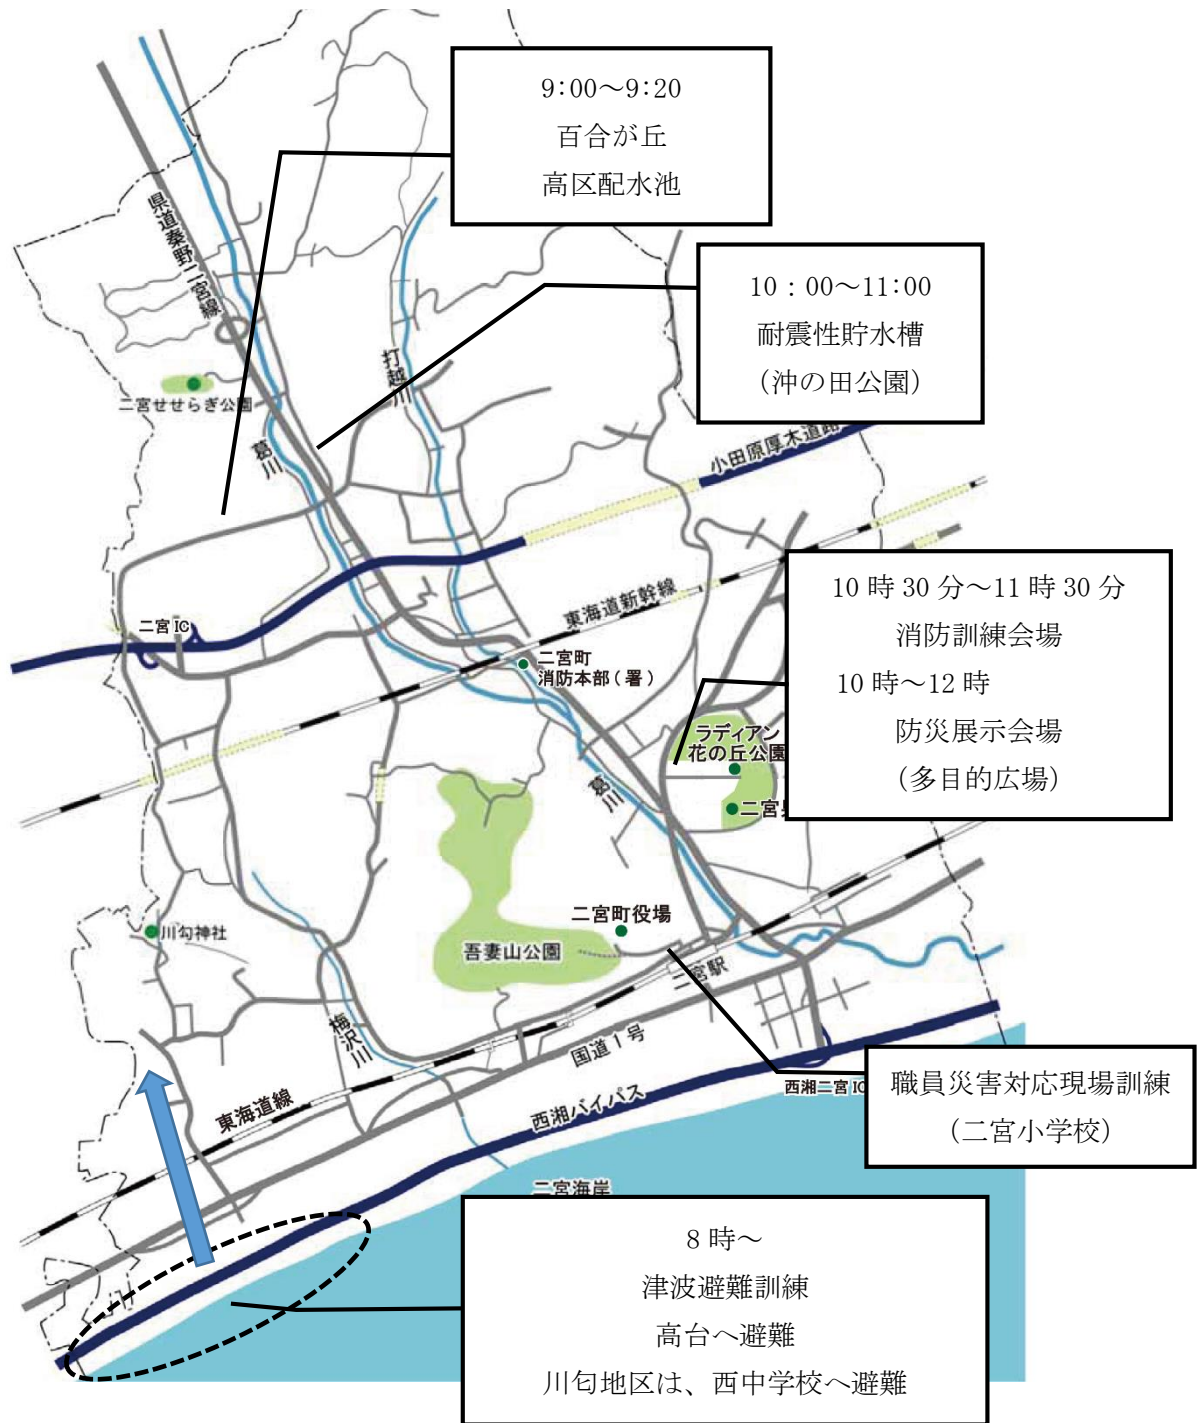 9:00～9:20
百合が丘
高区配水池
10：00～11:00
耐震性貯水槽
（沖の田公園）
県道秦野二宮線
打越川
二宮せせらぎ公園
葛川
小田原厚木道路
10時30分～11時30分
消防訓練会場
10時～12時
防災展示会場
（多目的広場）
東海道新幹線
二宮IC
二宮町
消防本部(署)
ラディアン
花の丘公園
葛川
二宮
二宮町役場
川勾神社
吾妻山公園
二宮駅
梅沢川
国道1号
東海道線
西湘バイパス
西湘二宮IC
職員災害対応現場訓練
（二宮小学校）
二宮海岸
8時～
津波避難訓練
高台へ避難
川匂地区は、西中学校へ避難